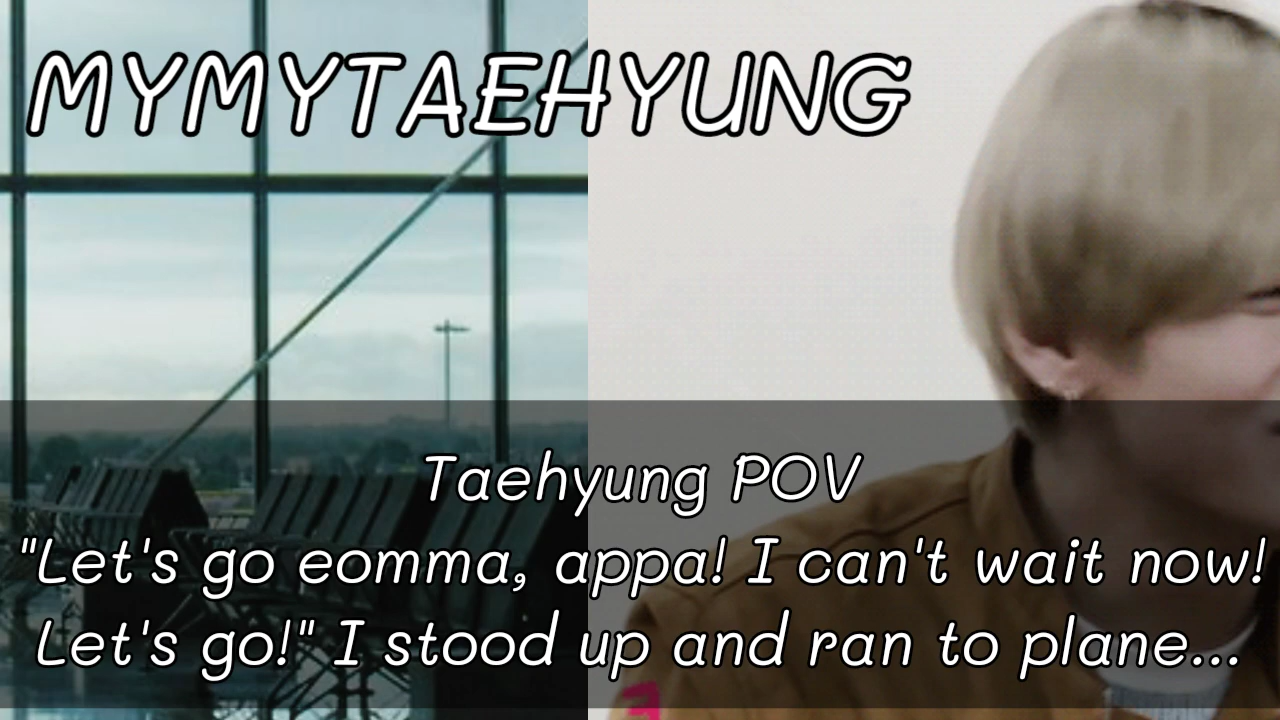 MYMYTAEHYUNG
Taehyung POV
"Let's go eomma, appa! I can't wait now!
Let's go!" I stood up and ran to plane...